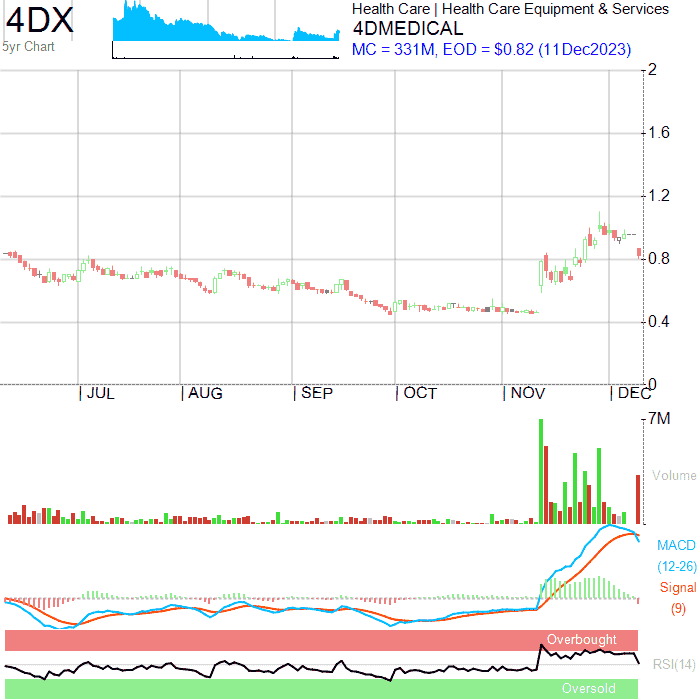 4DX
5yr Chart
Health Care | Health Care Equipment & Services
4DMEDICAL
MC = 331M, EOD = $0.82 (11Dec2023)
2
1.6
1.2
0.8
0.4
0
| JUL | AUG | SEP | OCT | NOV | DEC
7M
Volume
MACD
(12-26)
Signal
(9)
Overbought
RSI(14)
Oversold